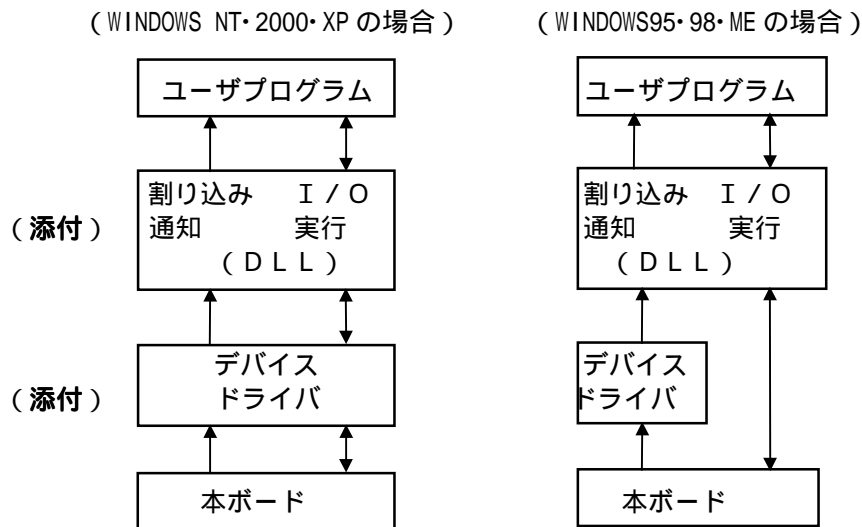 (WINDOWS NT・2000・XP の場合) (WINDOWS95・98・ME の場合)
ユーザプログラム ユーザプログラム
割り込み I/O 割り込み I/O
(添付) 通知 実行 通知 実行
(DLL) (DLL)
デバイス デバイス
(添付) ドライバ ドライバ
本ボード 本ボード